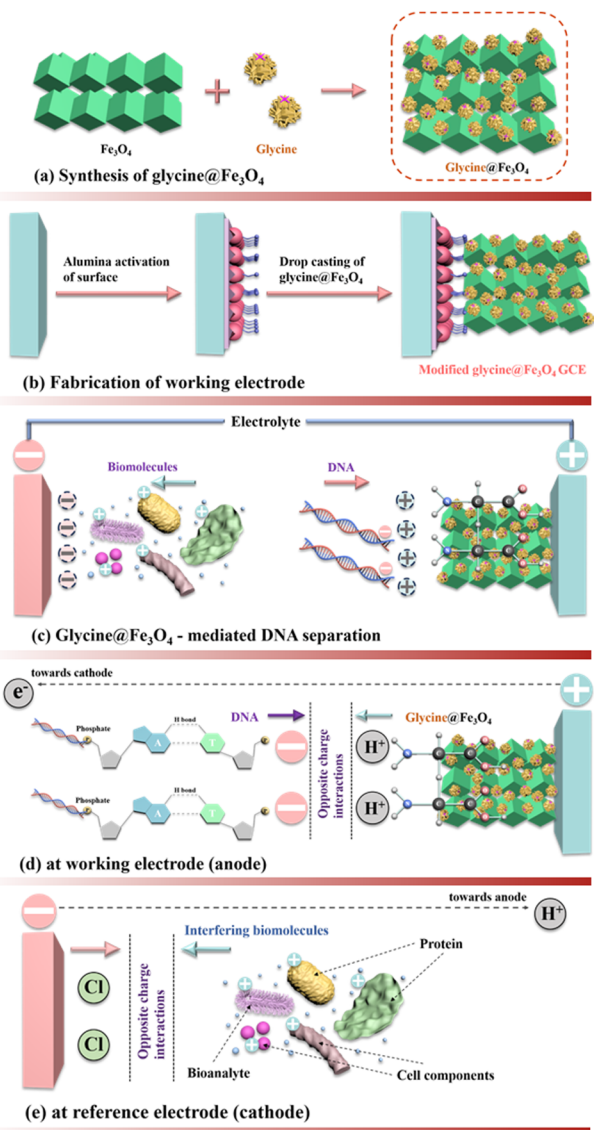 Fe₃O₄
Glycine
Glycine@Fe₃O₄
(a) Synthesis of glycine@Fe₃O₄
Alumina activation
of surface
Drop casting of
glycine@Fe₃O₄
Modified glycine@Fe₃O₄ GCE
(b) Fabrication of working electrode
Electrolyte
Biomolecules
DNA
(c) Glycine@Fe₃O₄ - mediated DNA separation
towards cathode
e⁻
DNA
Glycine@Fe₃O₄
Phosphate
H bond
A
T
Phosphate
H bond
A
T
Opposite charge
interactions
H⁺
H⁺
(d) at working electrode (anode)
towards anode
H⁺
Interfering biomolecules
Protein
Cl
Cl
Opposite charge
interactions
Bioanalyte
Cell components
(e) at reference electrode (cathode)